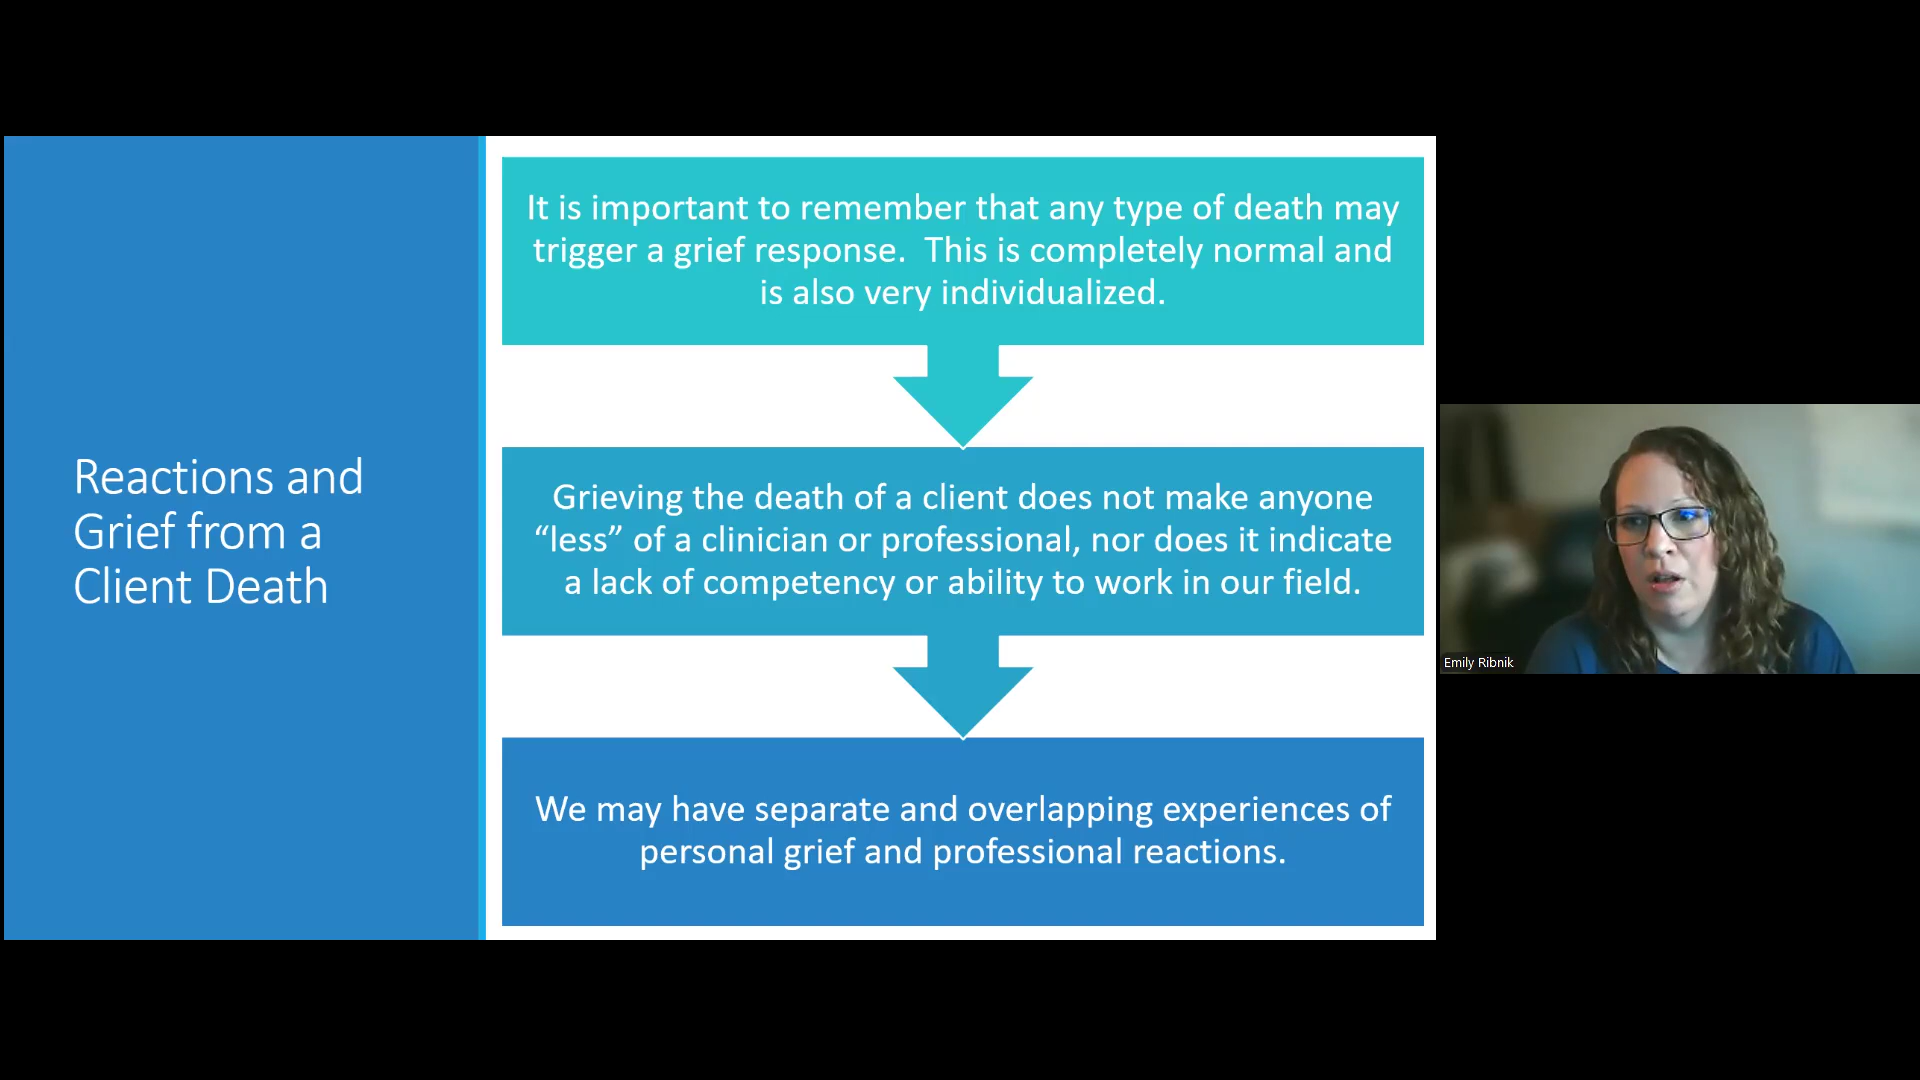 Reactions and
Grief from a
Client Death
It is important to remember that any type of death may
trigger a grief response.  This is completely normal and
is also very individualized.
Grieving the death of a client does not make anyone
“less” of a clinician or professional, nor does it indicate
a lack of competency or ability to work in our field.
We may have separate and overlapping experiences of
personal grief and professional reactions.
Emily Ribnik